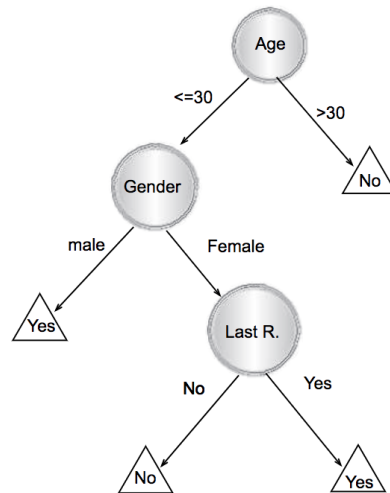 Age
<=30
>30
Gender
No
male
Female
Yes
Last R.
No
Yes
No
Yes